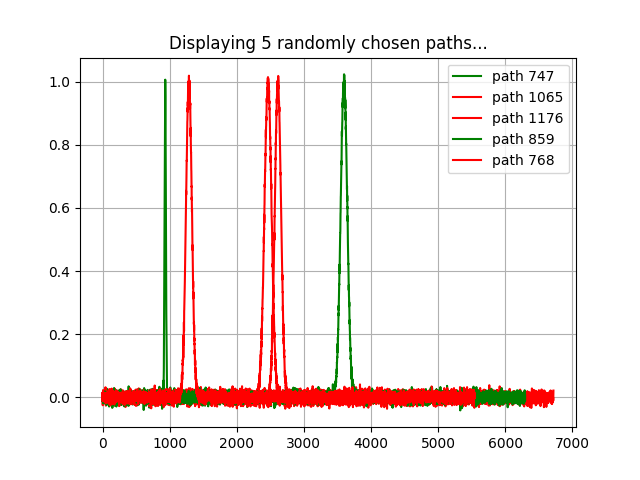 Displaying 5 randomly chosen paths...
path 747
path 1065
path 1176
path 859
path 768
1.0
0.8
0.6
0.4
0.2
0.0
0 1000 2000 3000 4000 5000 6000 7000